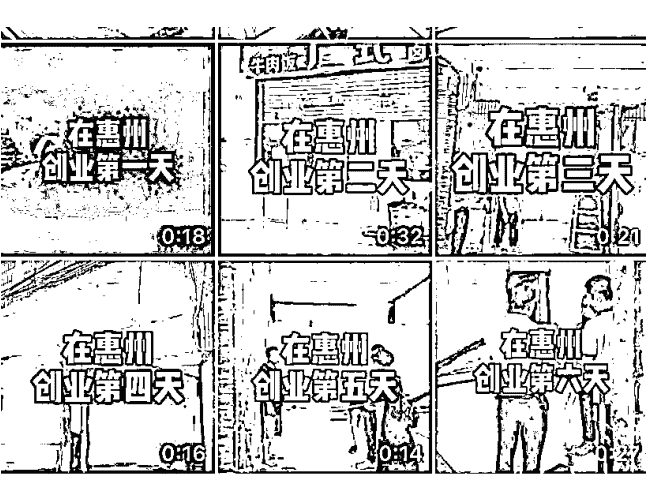 牛肉饭
在惠州
创业第一天
0:18
在惠州
创业第二天
0:32
在惠州
创业第三天
0:21
在惠州
创业第四天
0:16
在惠州
创业第五天
0:14
在惠州
创业第六天
0:27